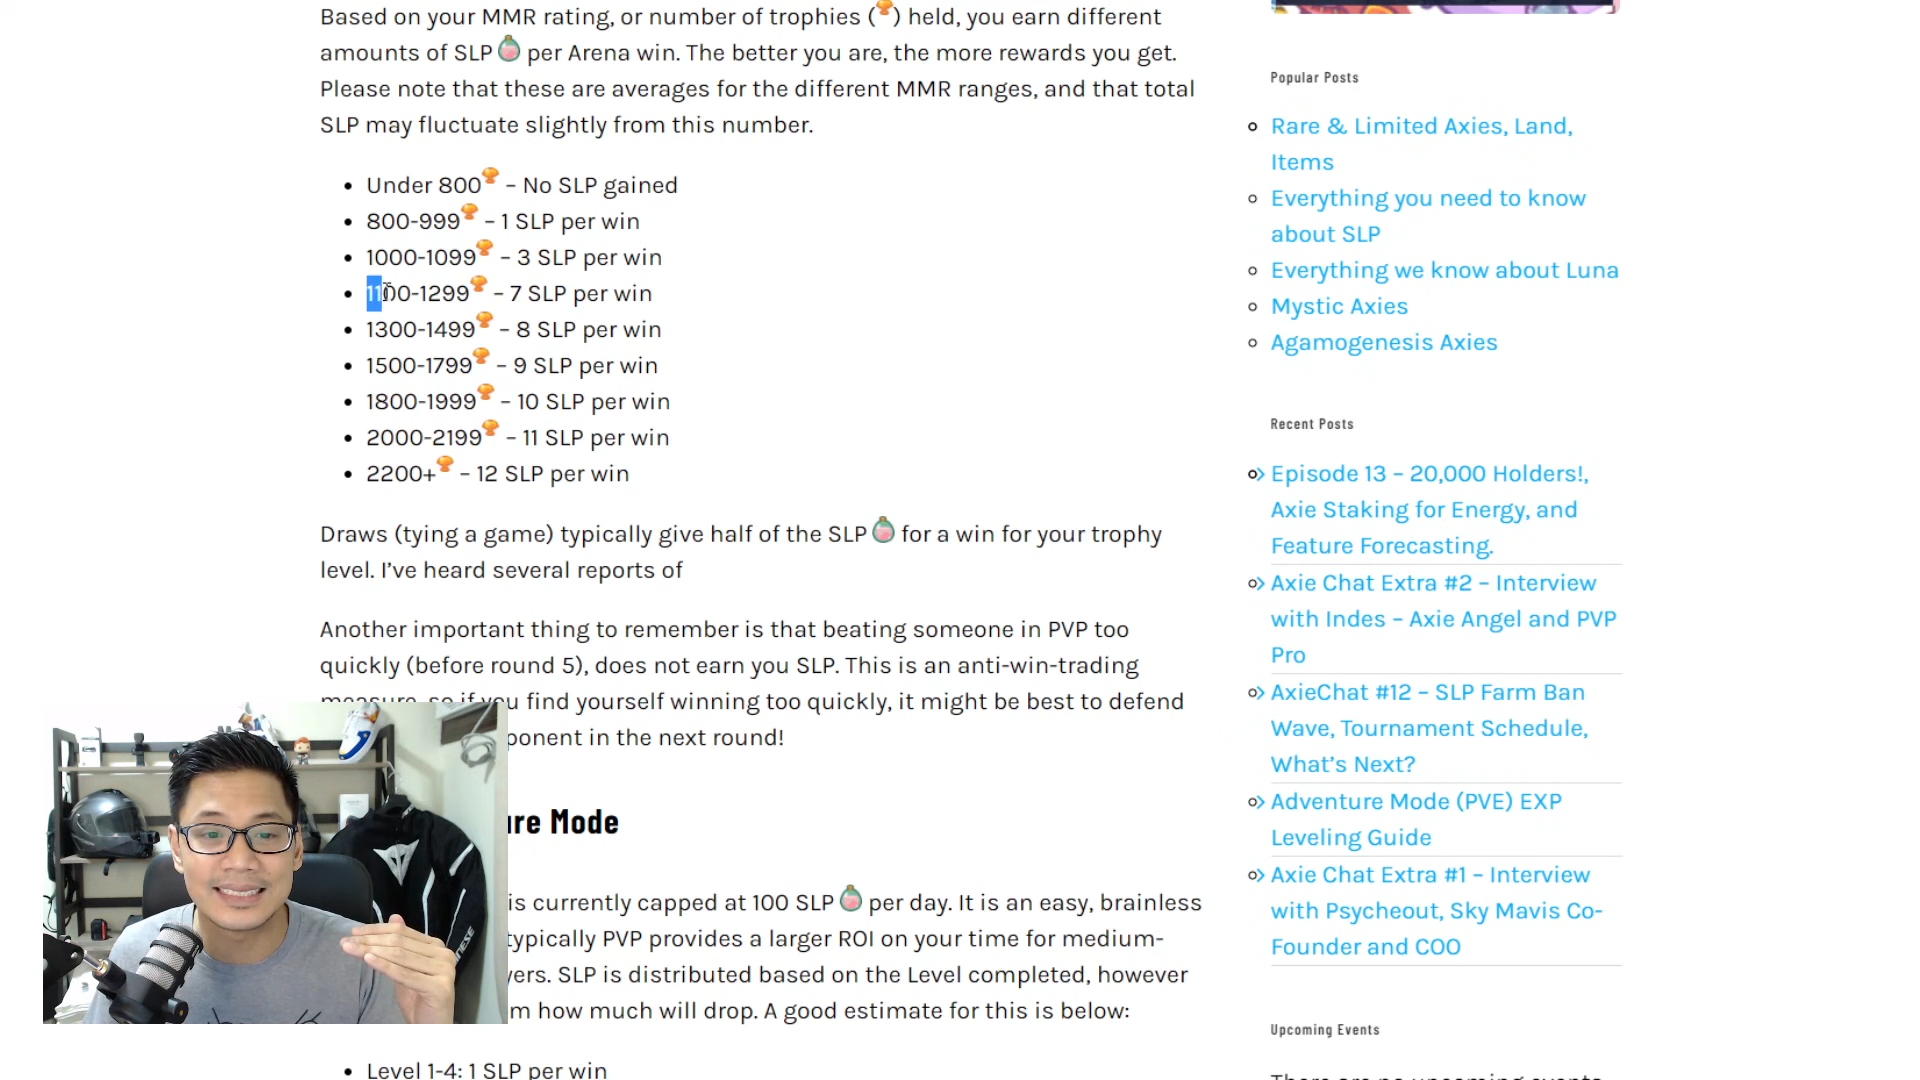 Based on your MMR rating, or number of trophies () held, you earn different
amounts of SLP per Arena win. The better you are, the more rewards you get.
Please note that these are averages for the different MMR ranges, and that total
SLP may fluctuate slightly from this number.
Under 800 – No SLP gained
800-999 – 1 SLP per win
1000-1099 – 3 SLP per win
1100-1299 – 7 SLP per win
1300-1499 – 8 SLP per win
1500-1799 – 9 SLP per win
1800-1999 – 10 SLP per win
2000-2199 – 11 SLP per win
2200+ – 12 SLP per win
Draws (tying a game) typically give half of the SLP for a win for your trophy
level. I've heard several reports of
Another important thing to remember is that beating someone in PVP too
quickly (before round 5), does not earn you SLP. This is an anti-win-trading
measure, so if you find yourself winning too quickly, it might be best to defend
ponent in the next round!
ure Mode
is currently capped at 100 SLP per day. It is an easy, brainless
typically PVP provides a larger ROI on your time for medium-
yers. SLP is distributed based on the Level completed, however
m how much will drop. A good estimate for this is below:
Level 1-4: 1 SLP per win
Popular Posts
Rare & Limited Axies, Land,
Items
Everything you need to know
about SLP
Everything we know about Luna
Mystic Axies
Agamogenesis Axies
Recent Posts
Episode 13 – 20,000 Holders!,
Axie Staking for Energy, and
Feature Forecasting.
Axie Chat Extra #2 – Interview
with Indes – Axie Angel and PVP
Pro
AxieChat #12 – SLP Farm Ban
Wave, Tournament Schedule,
What's Next?
Adventure Mode (PVE) EXP
Leveling Guide
Axie Chat Extra #1 – Interview
with Psycheout, Sky Mavis Co-
Founder and COO
Upcoming Events
There are no upcoming events